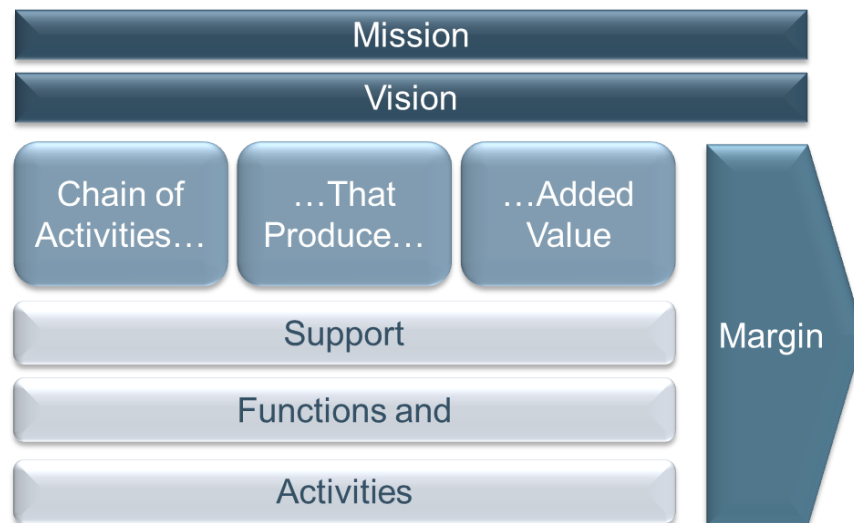 Mission
Vision
Chain of
Activities…
…That
Produce…
…Added
Value
Support
Functions and
Activities
Margin